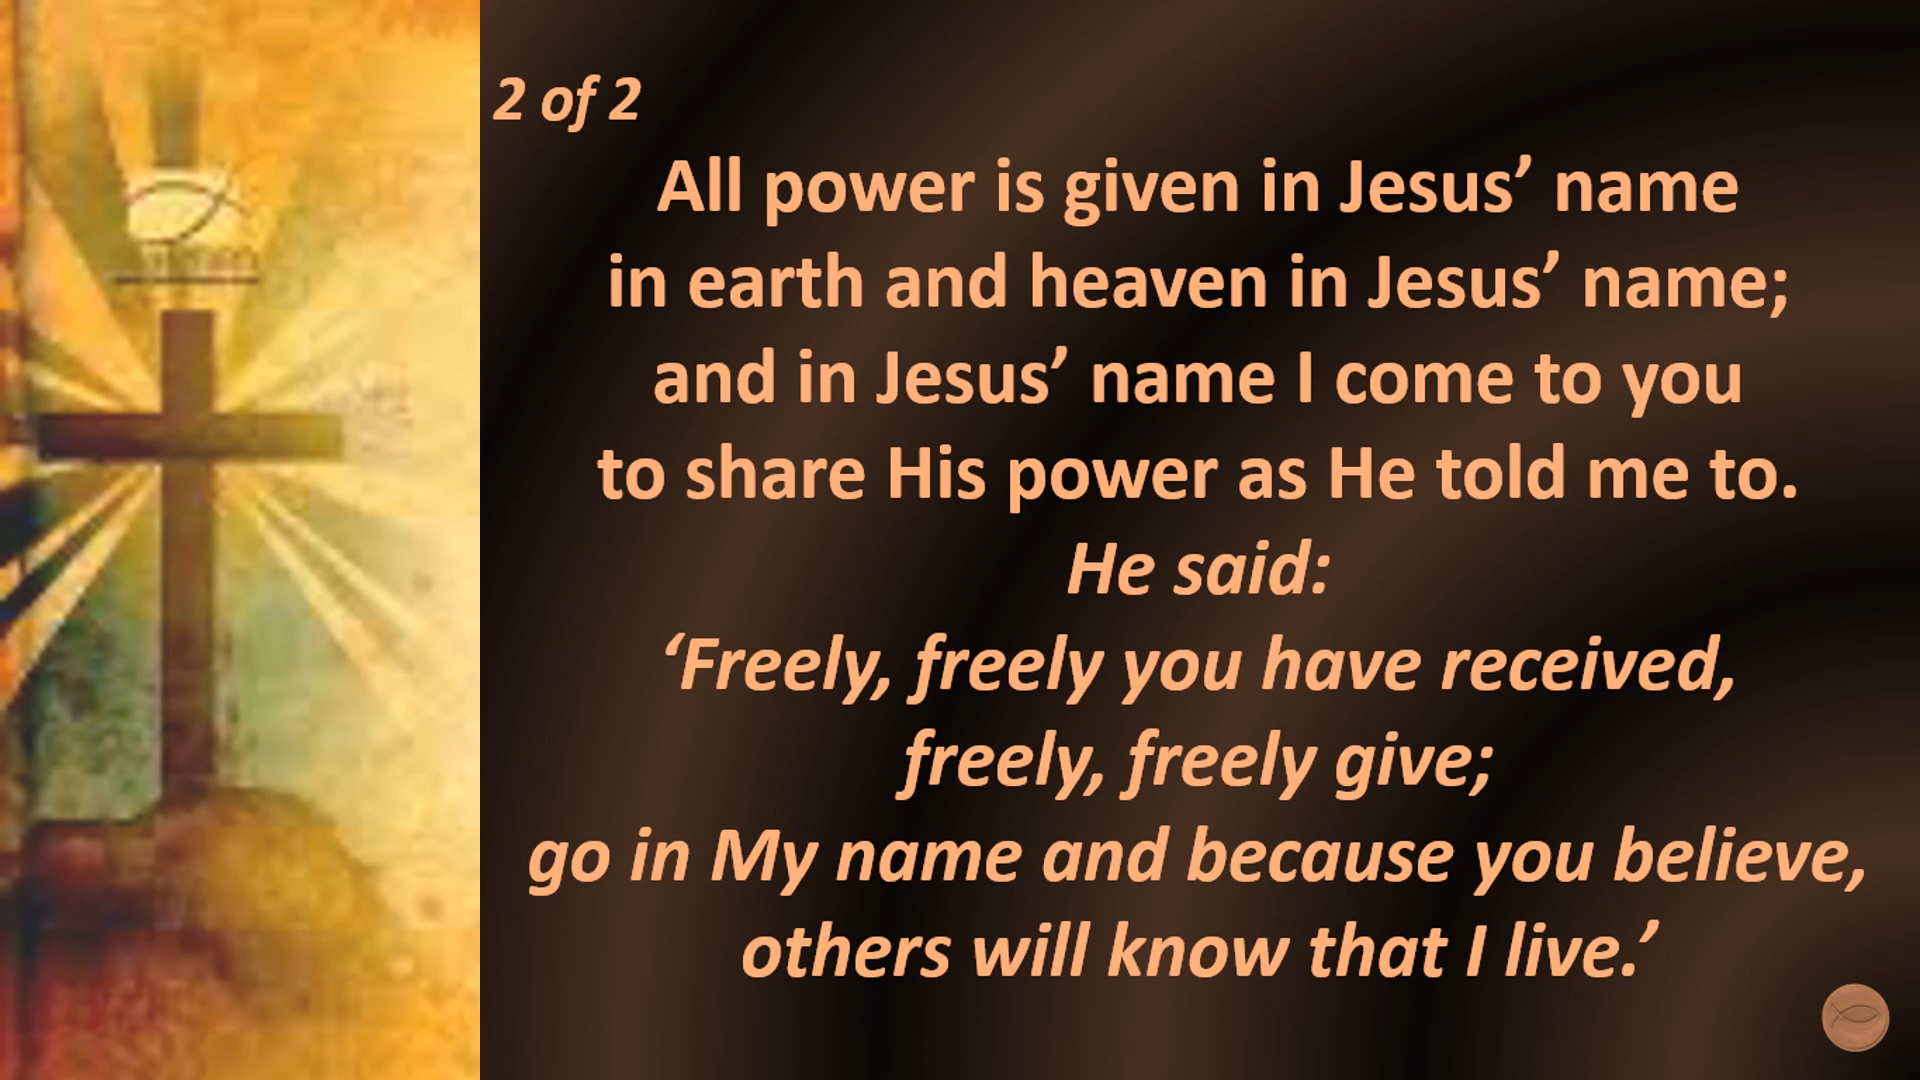 2 of 2
All power is given in Jesus’ name
in earth and heaven in Jesus’ name;
and in Jesus’ name I come to you
to share His power as He told me to.
He said:
‘Freely, freely you have received,
freely, freely give;
go in My name and because you believe,
others will know that I live.’